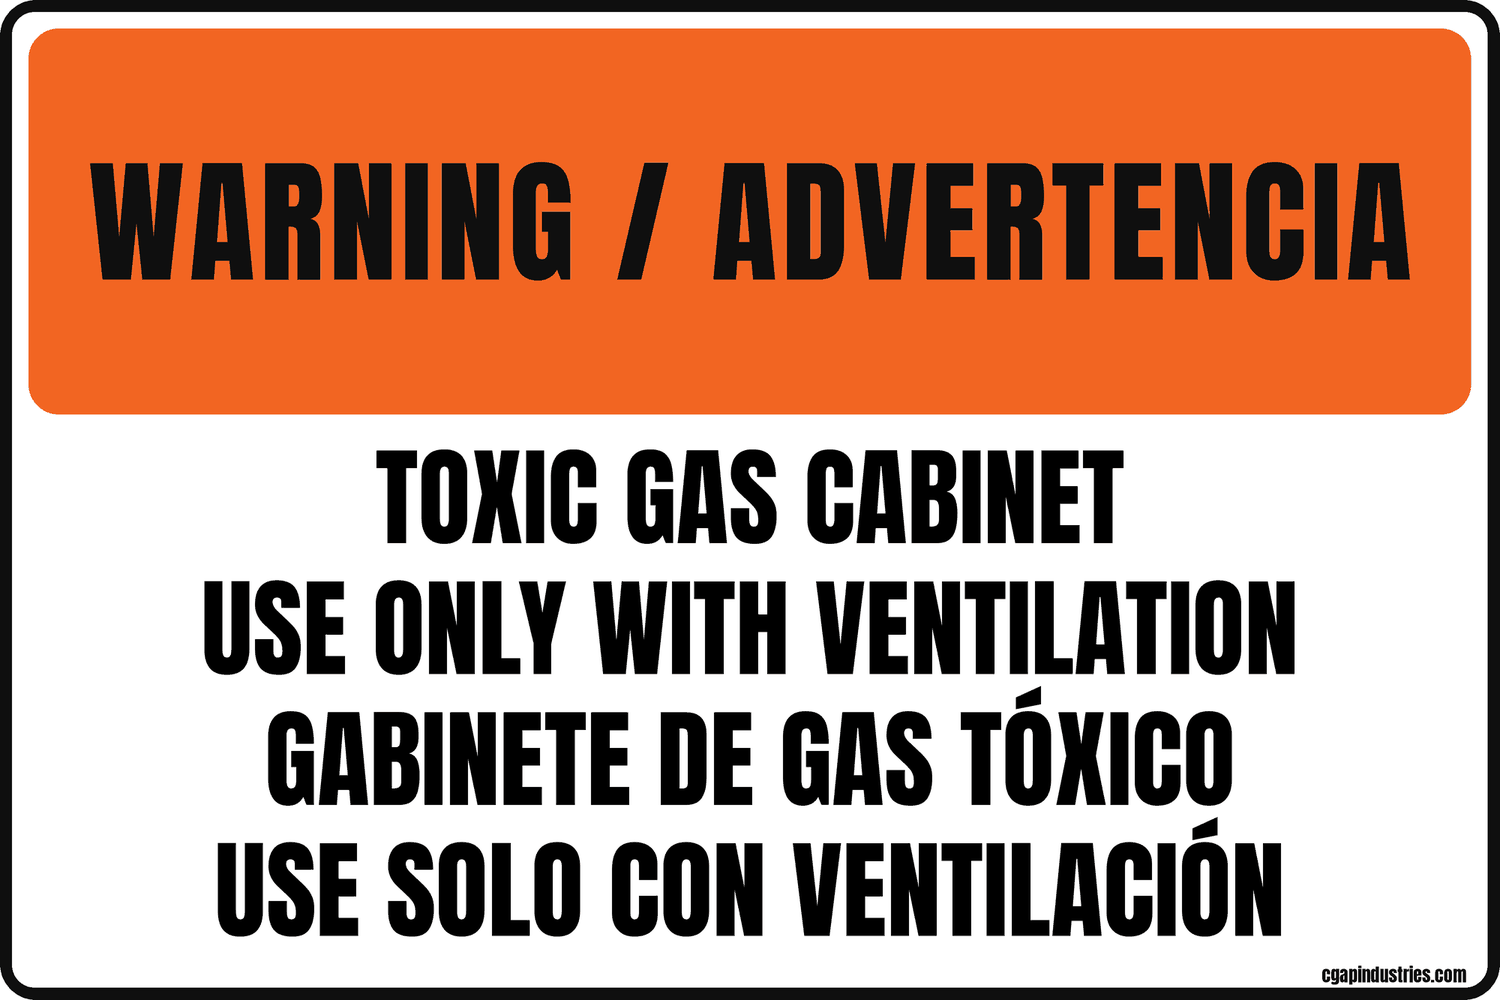 WARNING / ADVERTENCIA
TOXIC GAS CABINET
USE ONLY WITH VENTILATION
GABINETE DE GAS TÓXICO
USE SOLO CON VENTILACIÓN
cgapindustries.com